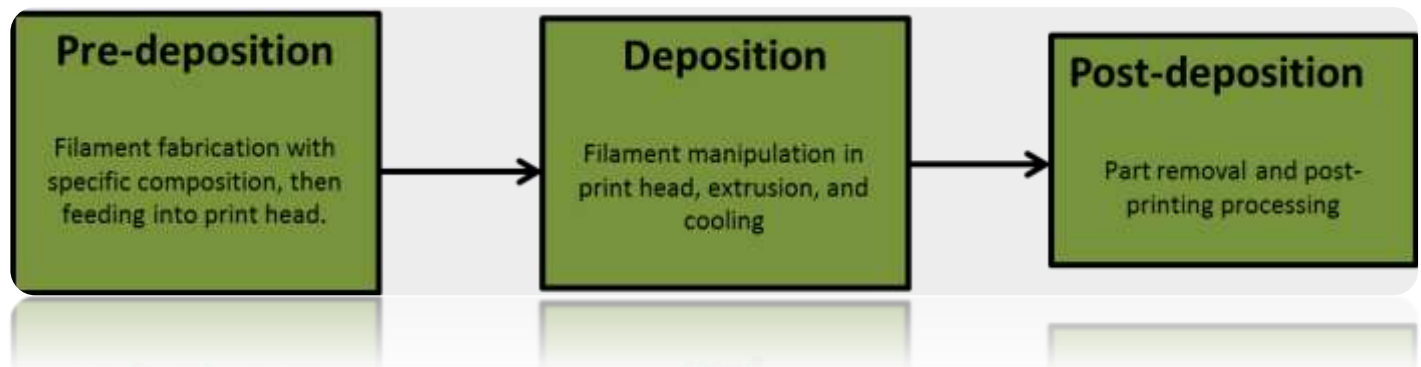 Pre-deposition
Filament fabrication with
specific composition, then
feeding into print head.
Deposition
Filament manipulation in
print head, extrusion, and
cooling
Post-deposition
Part removal and post-
printing processing